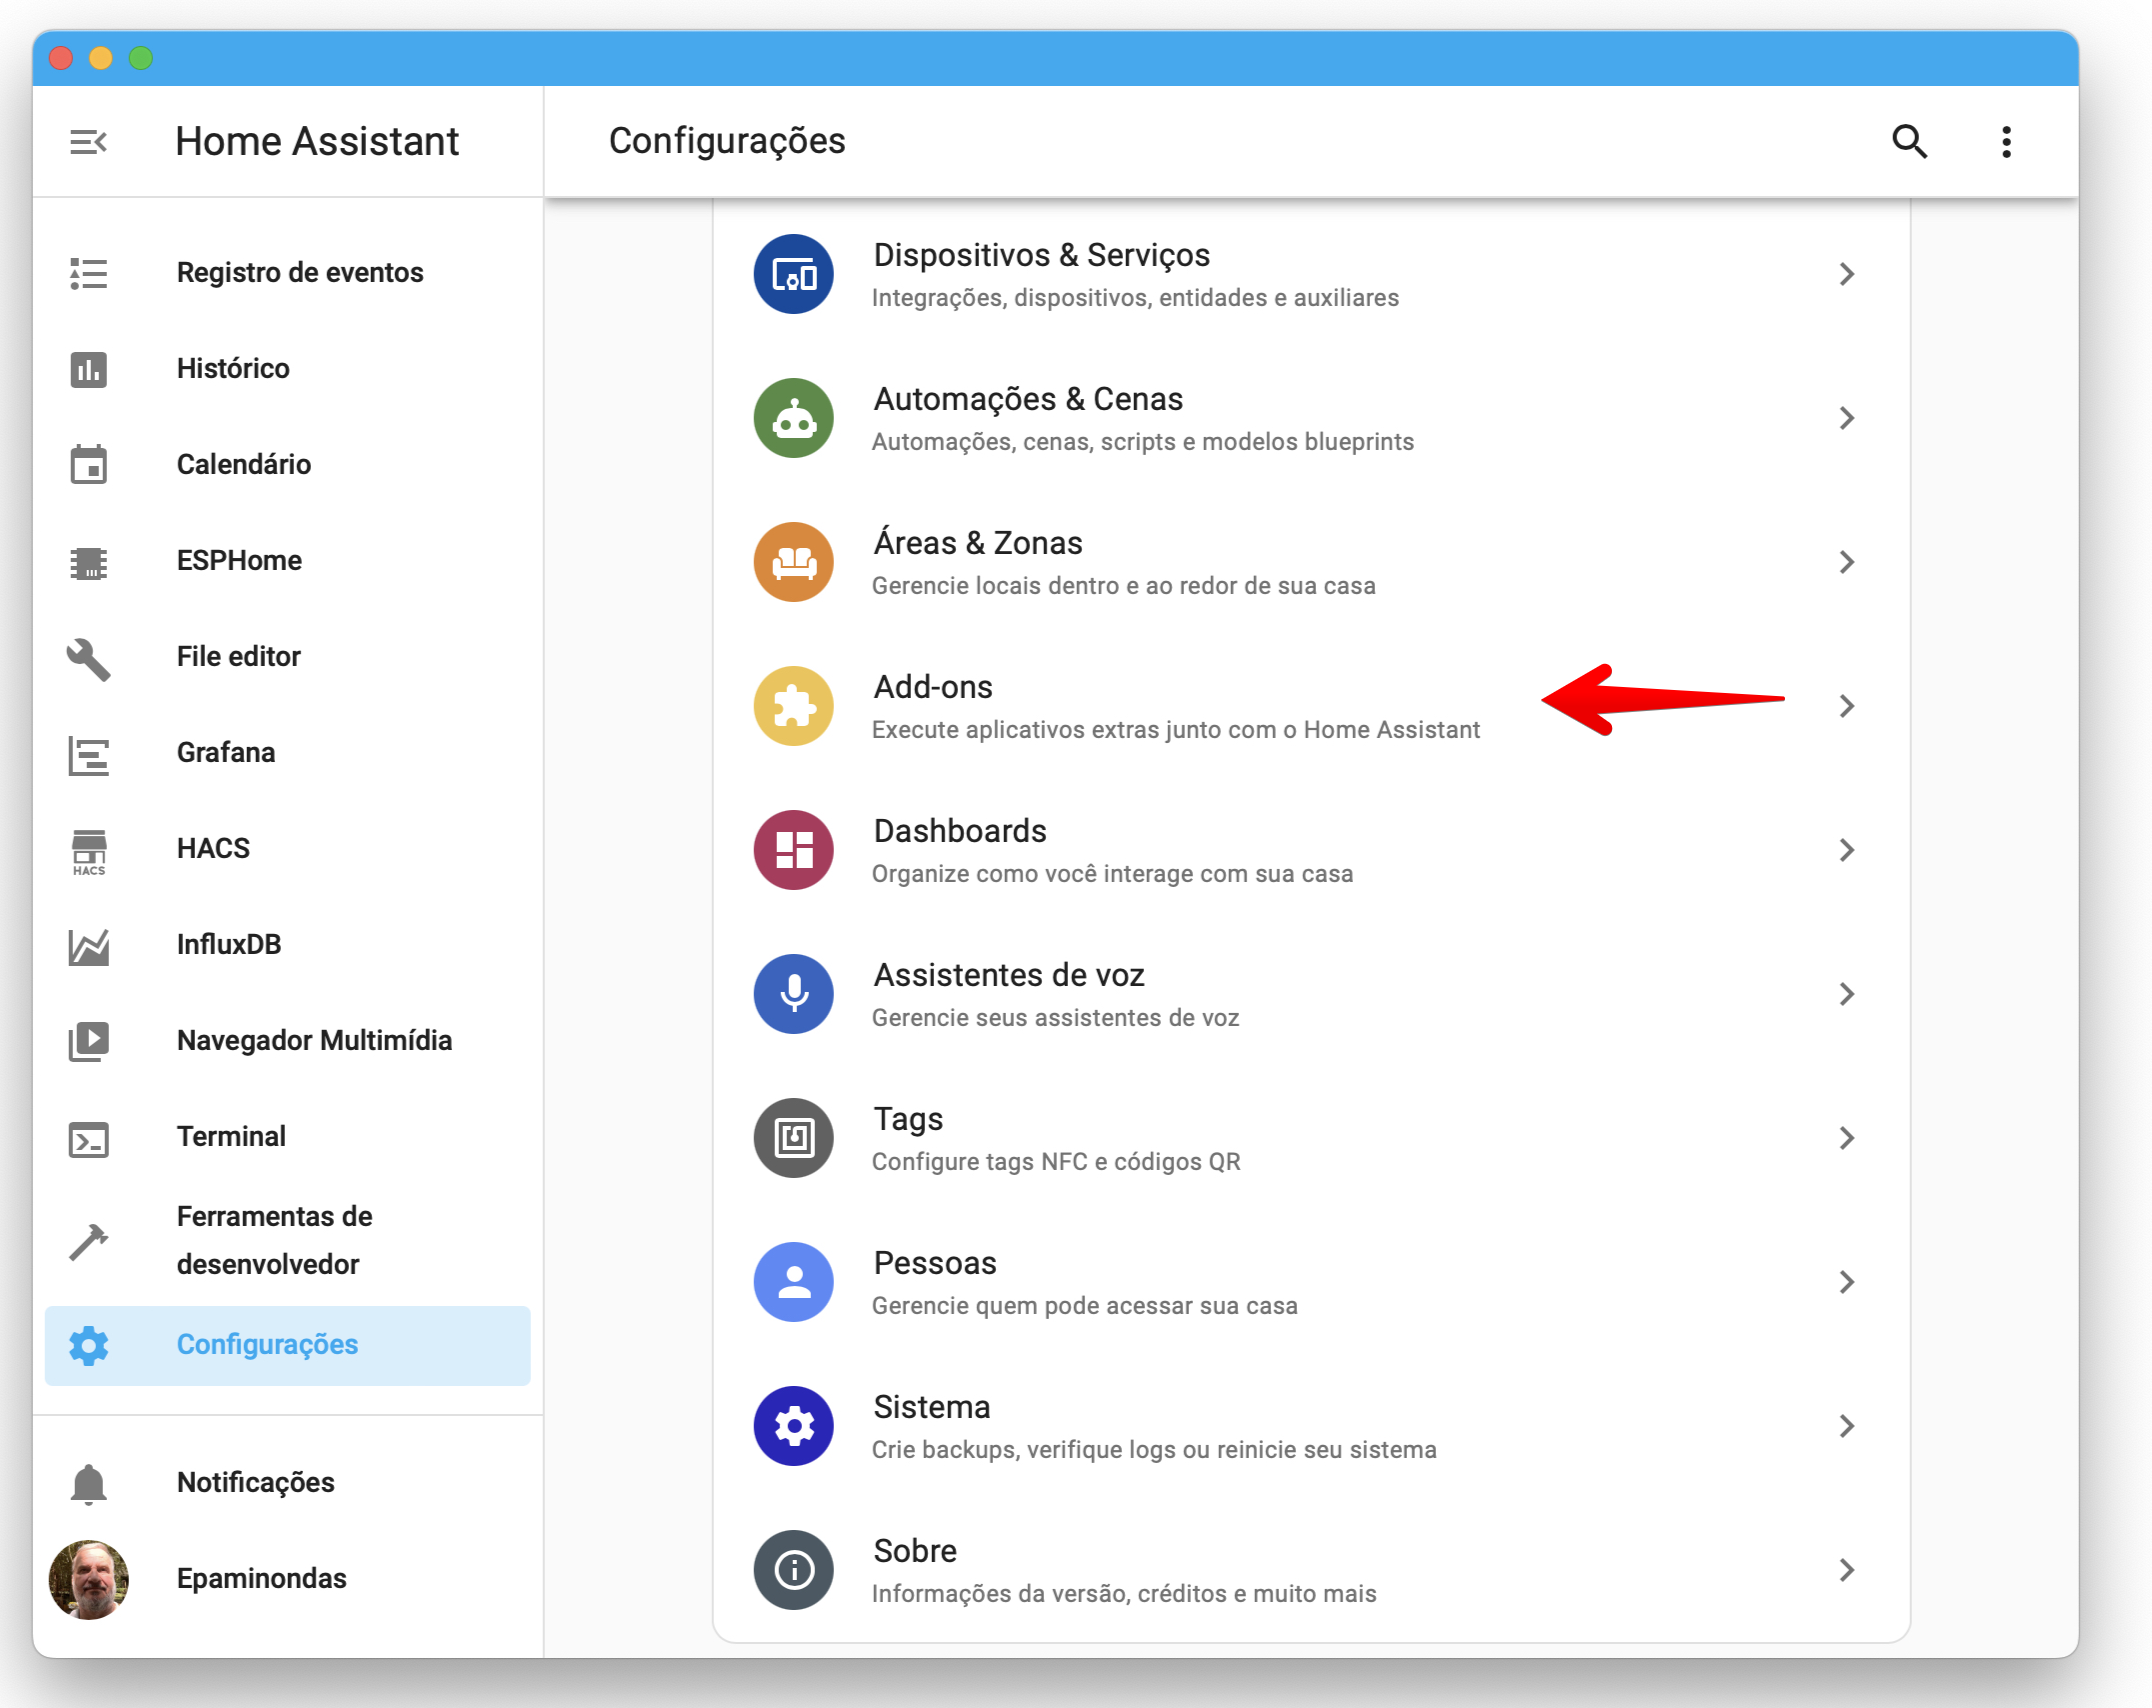 Home Assistant
Configurações
Registro de eventos
Histórico
Calendário
ESPHome
File editor
Grafana
HACS
HACS
InfluxDB
Navegador Multimídia
Terminal
Ferramentas de
desenvolvedor
Configurações
Notificações
Epaminondas
Dispositivos & Serviços
Integrações, dispositivos, entidades e auxiliares
Automações & Cenas
Automações, cenas, scripts e modelos blueprints
Áreas & Zonas
Gerencie locais dentro e ao redor de sua casa
Add-ons
Execute aplicativos extras junto com o Home Assistant
Dashboards
Organize como você interage com sua casa
Assistentes de voz
Gerencie seus assistentes de voz
Tags
Configure tags NFC e códigos QR
Pessoas
Gerencie quem pode acessar sua casa
Sistema
Crie backups, verifique logs ou reinicie seu sistema
Sobre
Informações da versão, créditos e muito mais